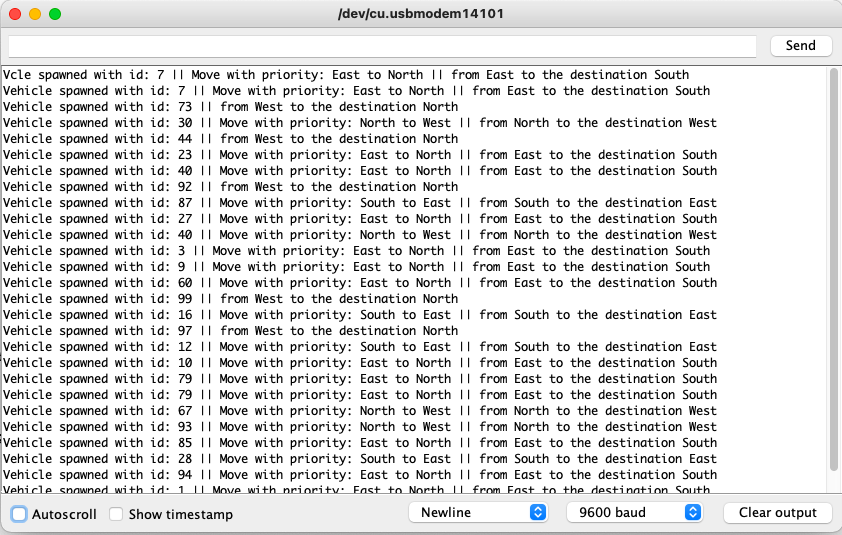 /dev/cu.usbmodem14101
Send
Vcle spawned with id: 7 || Move with priority: East to North || from East to the destination South
Vehicle spawned with id: 7 || Move with priority: East to North || from East to the destination South
Vehicle spawned with id: 73 || from West to the destination North
Vehicle spawned with id: 30 || Move with priority: North to West || from North to the destination West
Vehicle spawned with id: 44 || from West to the destination North
Vehicle spawned with id: 23 || Move with priority: East to North || from East to the destination South
Vehicle spawned with id: 40 || Move with priority: East to North || from East to the destination South
Vehicle spawned with id: 92 || from West to the destination North
Vehicle spawned with id: 87 || Move with priority: South to East || from South to the destination East
Vehicle spawned with id: 27 || Move with priority: East to North || from East to the destination South
Vehicle spawned with id: 40 || Move with priority: North to West || from North to the destination West
Vehicle spawned with id: 3 || Move with priority: East to North || from East to the destination South
Vehicle spawned with id: 9 || Move with priority: East to North || from East to the destination South
Vehicle spawned with id: 60 || Move with priority: East to North || from East to the destination South
Vehicle spawned with id: 99 || from West to the destination North
Vehicle spawned with id: 16 || Move with priority: South to East || from South to the destination East
Vehicle spawned with id: 97 || from West to the destination North
Vehicle spawned with id: 12 || Move with priority: South to East || from South to the destination East
Vehicle spawned with id: 10 || Move with priority: East to North || from East to the destination South
Vehicle spawned with id: 79 || Move with priority: East to North || from East to the destination South
Vehicle spawned with id: 79 || Move with priority: East to North || from East to the destination South
Vehicle spawned with id: 67 || Move with priority: North to West || from North to the destination West
Vehicle spawned with id: 93 || Move with priority: North to West || from North to the destination West
Vehicle spawned with id: 85 || Move with priority: East to North || from East to the destination South
Vehicle spawned with id: 28 || Move with priority: South to East || from South to the destination East
Vehicle spawned with id: 94 || Move with priority: East to North || from East to the destination South
Vehicle spawned with id: 1 || Move with priority: East to North || from East to the destination South
Autoscroll Show timestamp Newline 9600 baud Clear output